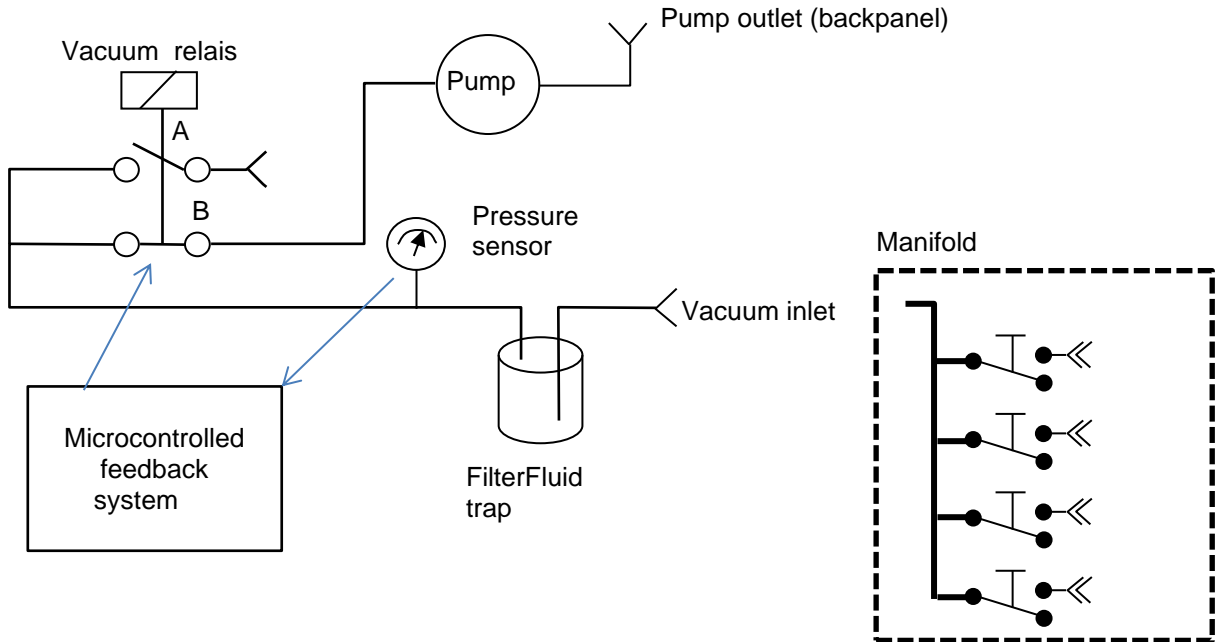 Pump outlet (backpanel)
Vacuum relais
Pump
A
B
Pressure
sensor
Manifold
Vacuum inlet
Microcontrolled
feedback
system
FilterFluid
trap